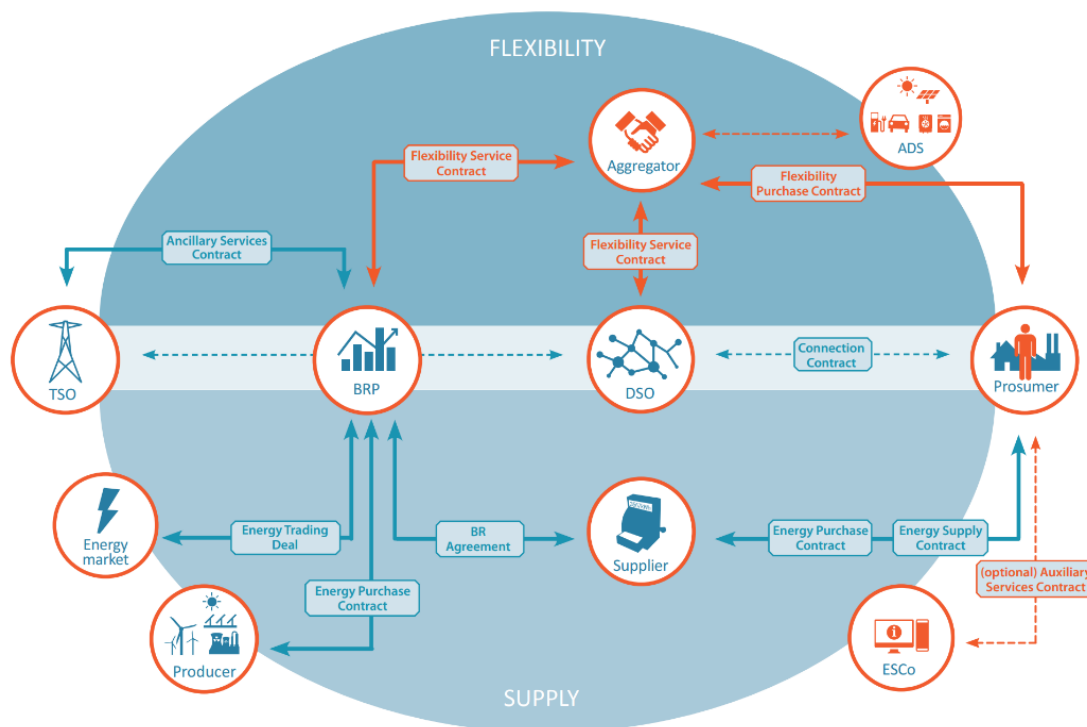 FLEXIBILITY
ADS
Aggregator
Flexibility Service
Contract
Flexibility
Purchase Contract
Ancillary Services
Contract
Flexibility Service
Contract
TSO
BRP
DSO
Connection
Contract
Prosumer
Energy
market
Energy Trading
Deal
BR
Agreement
Supplier
Energy Purchase
Contract
Energy Supply
Contract
(optional) Auxiliary
Services Contract
Energy Purchase
Contract
Producer
ESCo
SUPPLY